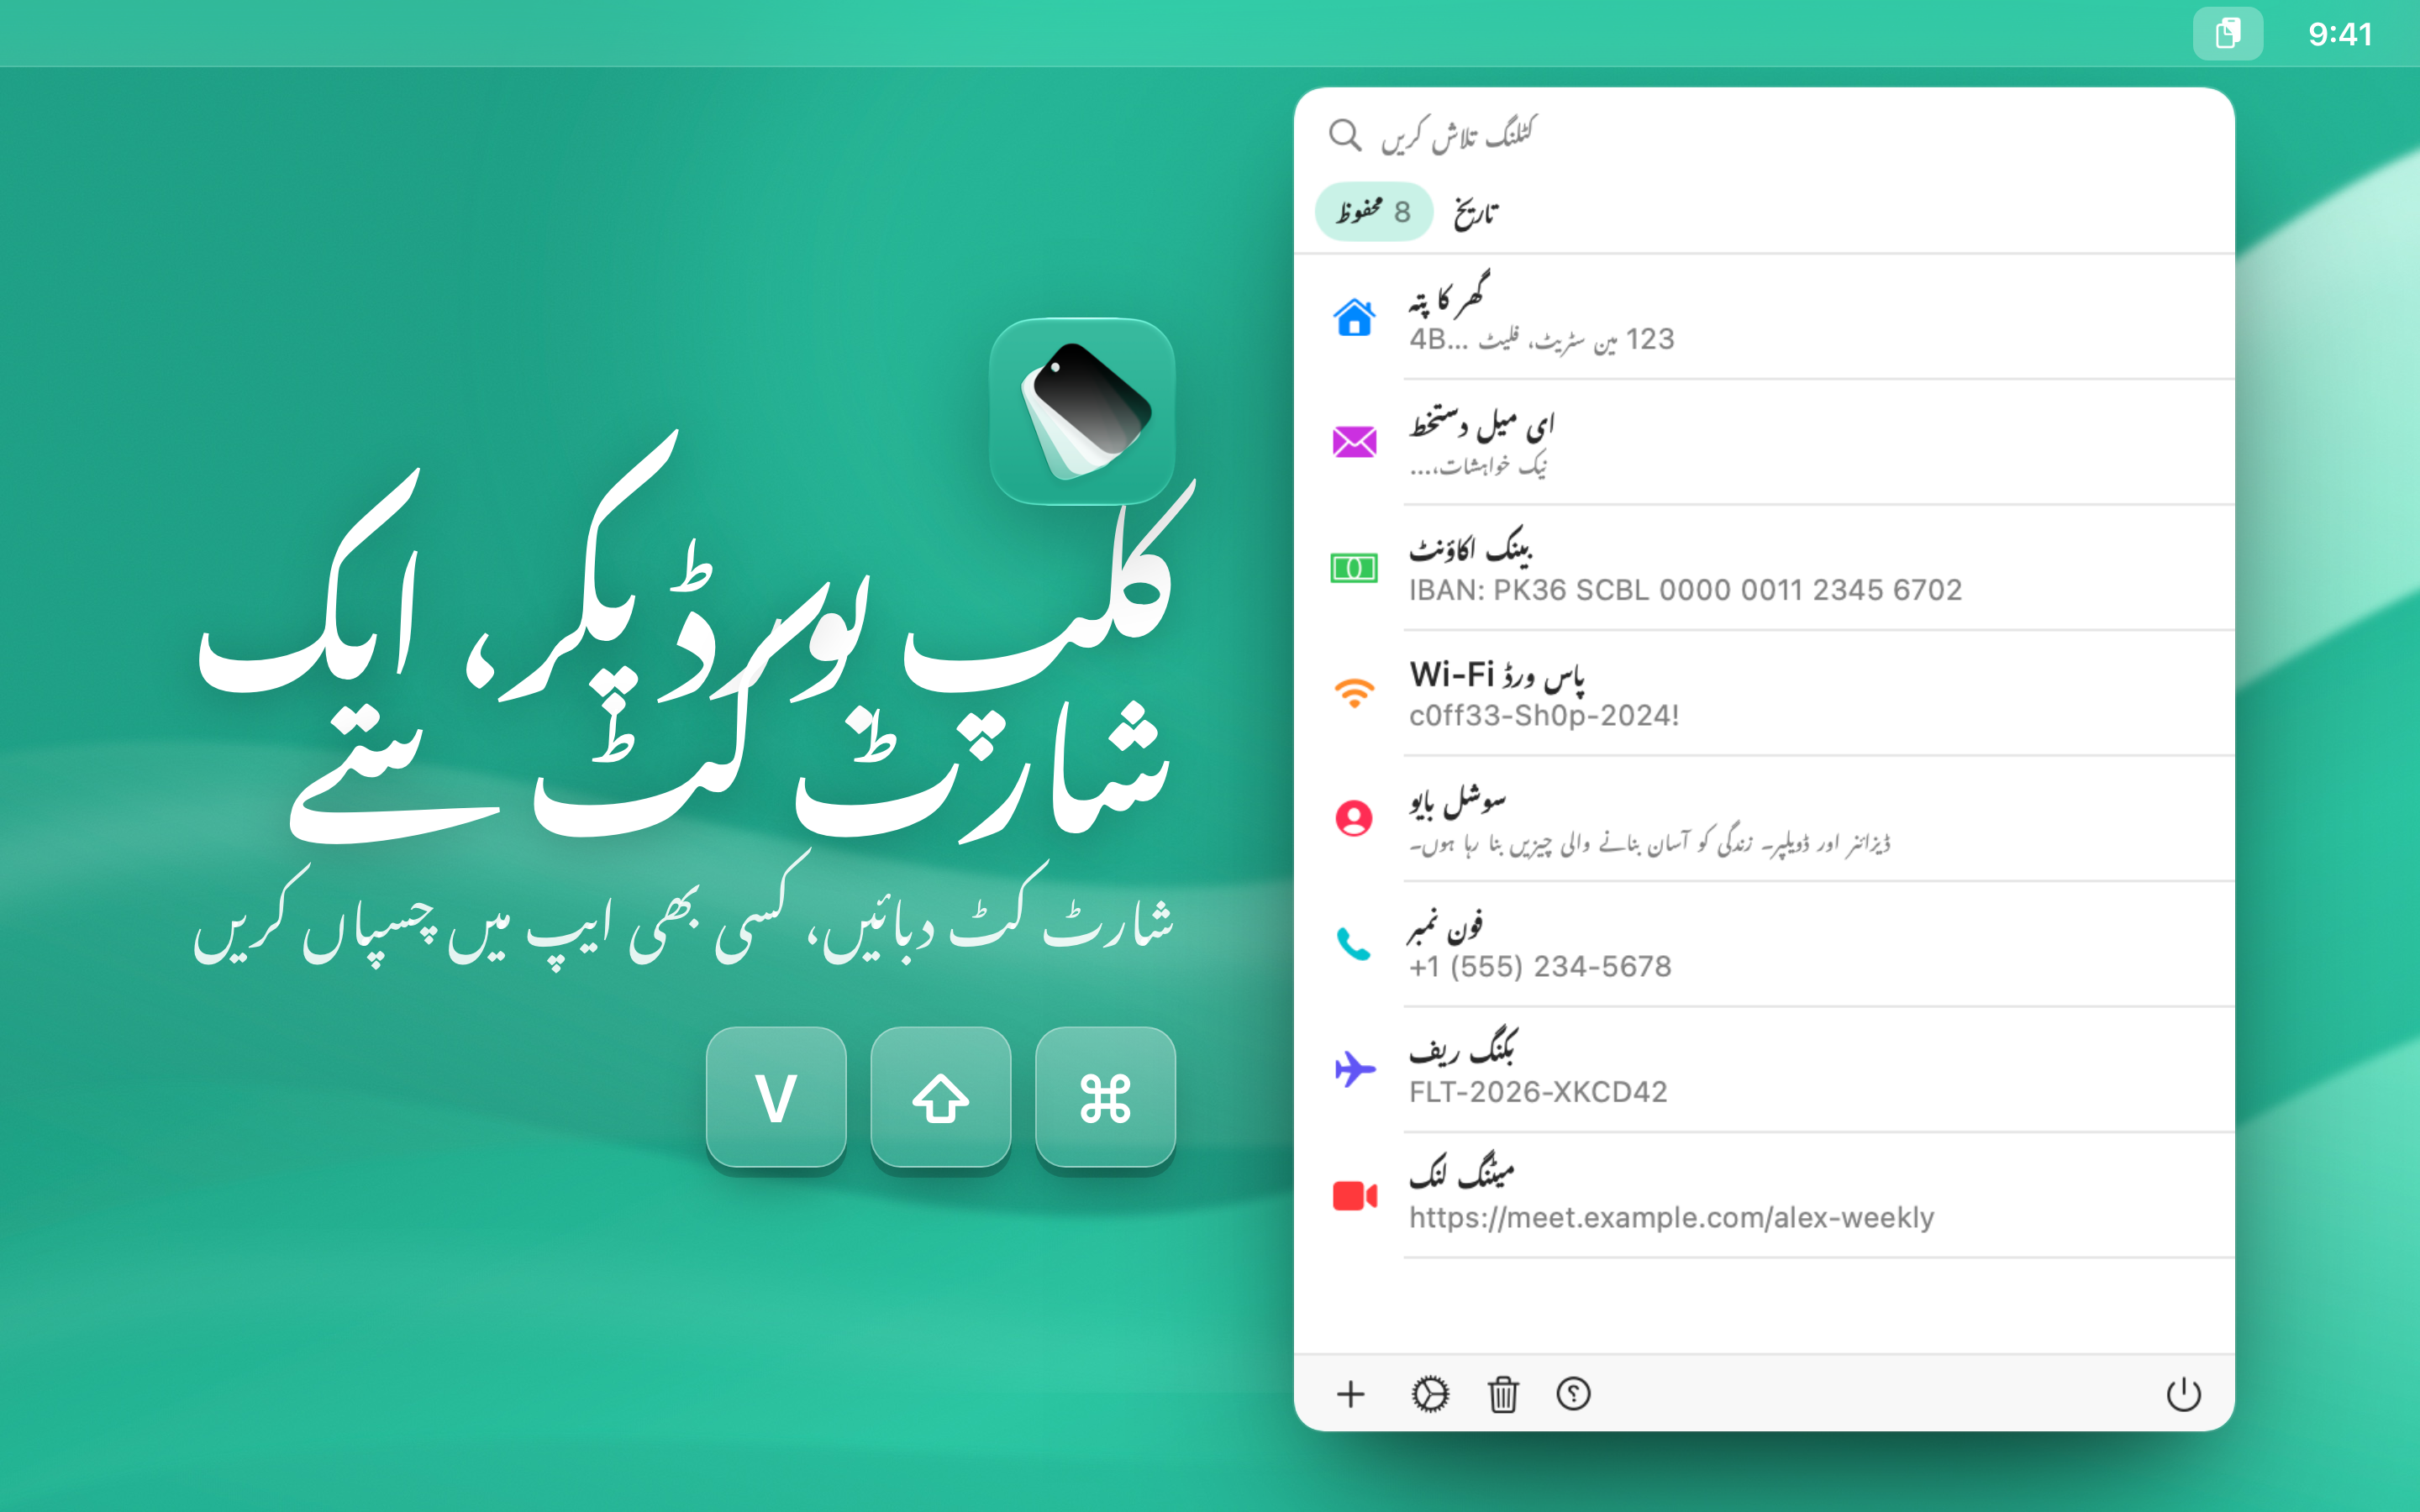 9:41
کلپ بورڈ پکر، ایک
شارٹ کٹ سے
شارٹ کٹ دبائیں، کسی بھی ایپ میں چسپاں کریں
⌘ ⇧ V
کٹلنگ تلاش کریں
محفوظ 8
تاریخ
گھر کا پتہ
123 مین سٹریٹ، فلیٹ 4B...
ای میل دستخط
نیک خواہشات،...
بینک اکاؤنٹ
IBAN: PK36 SCBL 0000 0011 2345 6702
Wi-Fi پاس ورڈ
c0ff33-Sh0p-2024!
سوشل بایو
ڈیزائنر اور ڈویلپر۔ زندگی کو آسان بنانے والی چیزیں بنا رہا ہوں۔
فون نمبر
+1 (555) 234-5678
بکنگ ریف
FLT-2026-XKCD42
میٹنگ لنک
https://meet.example.com/alex-weekly